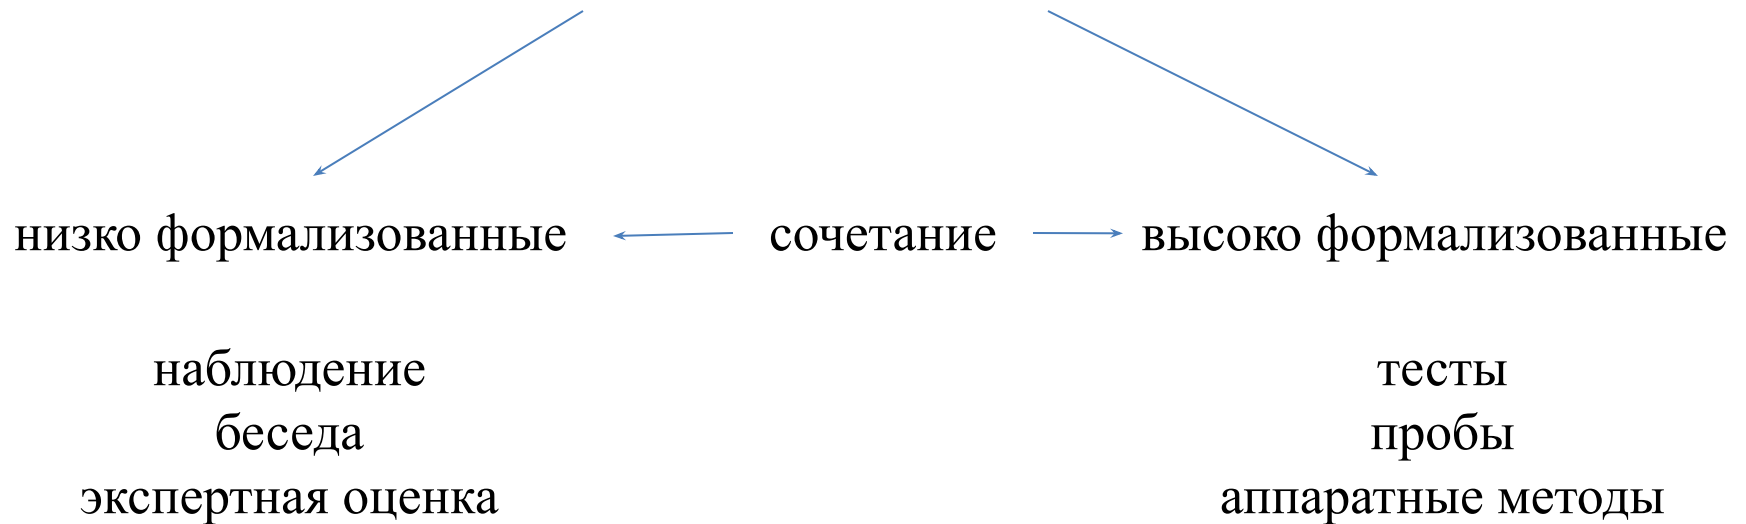 низко формализованные
сочетание
высоко формализованные
наблюдение
беседа
экспертная оценка
тесты
пробы
аппаратные методы